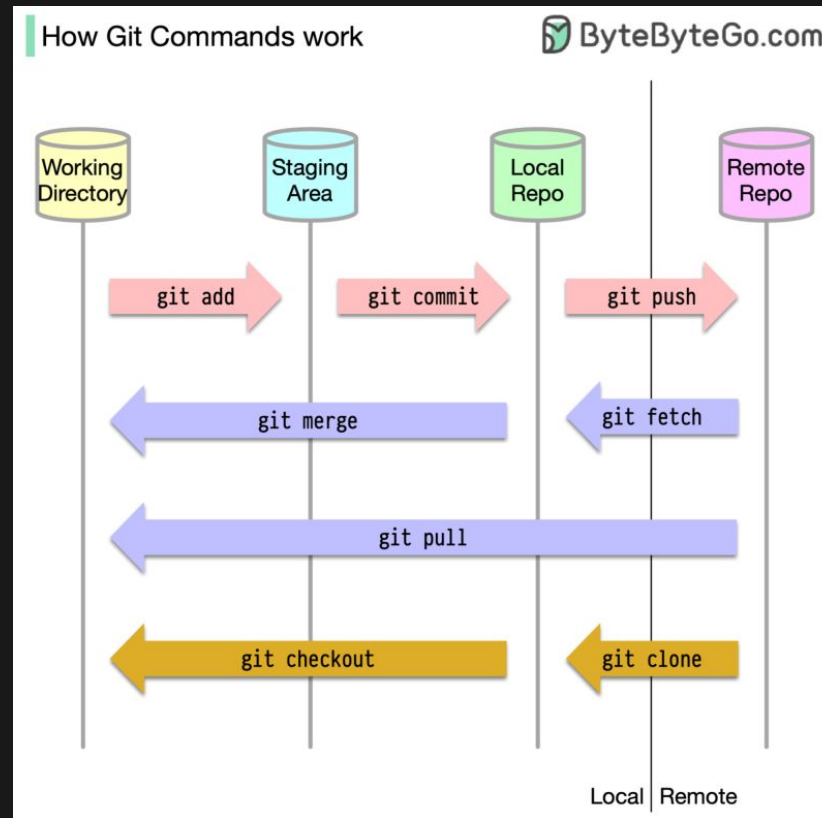 How Git Commands work
ByteByteGo.com
Working
Directory
Staging
Area
Local
Repo
Remote
Repo
git add
git commit
git push
git merge
git fetch
git pull
git checkout
git clone
Local
Remote